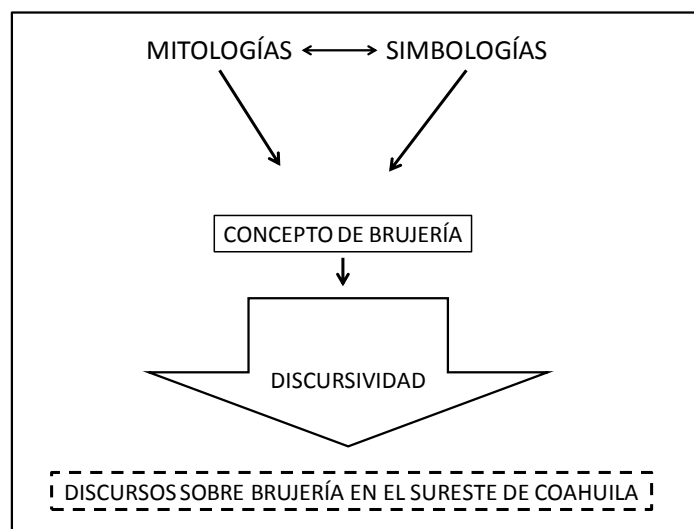 MITOLOGÍAS SIMBOLOGÍAS
CONCEPTO DE BRUJERÍA
DISCURSIVIDAD
DISCURSOS SOBRE BRUJERÍA EN EL SURESTE DE COAHUILA